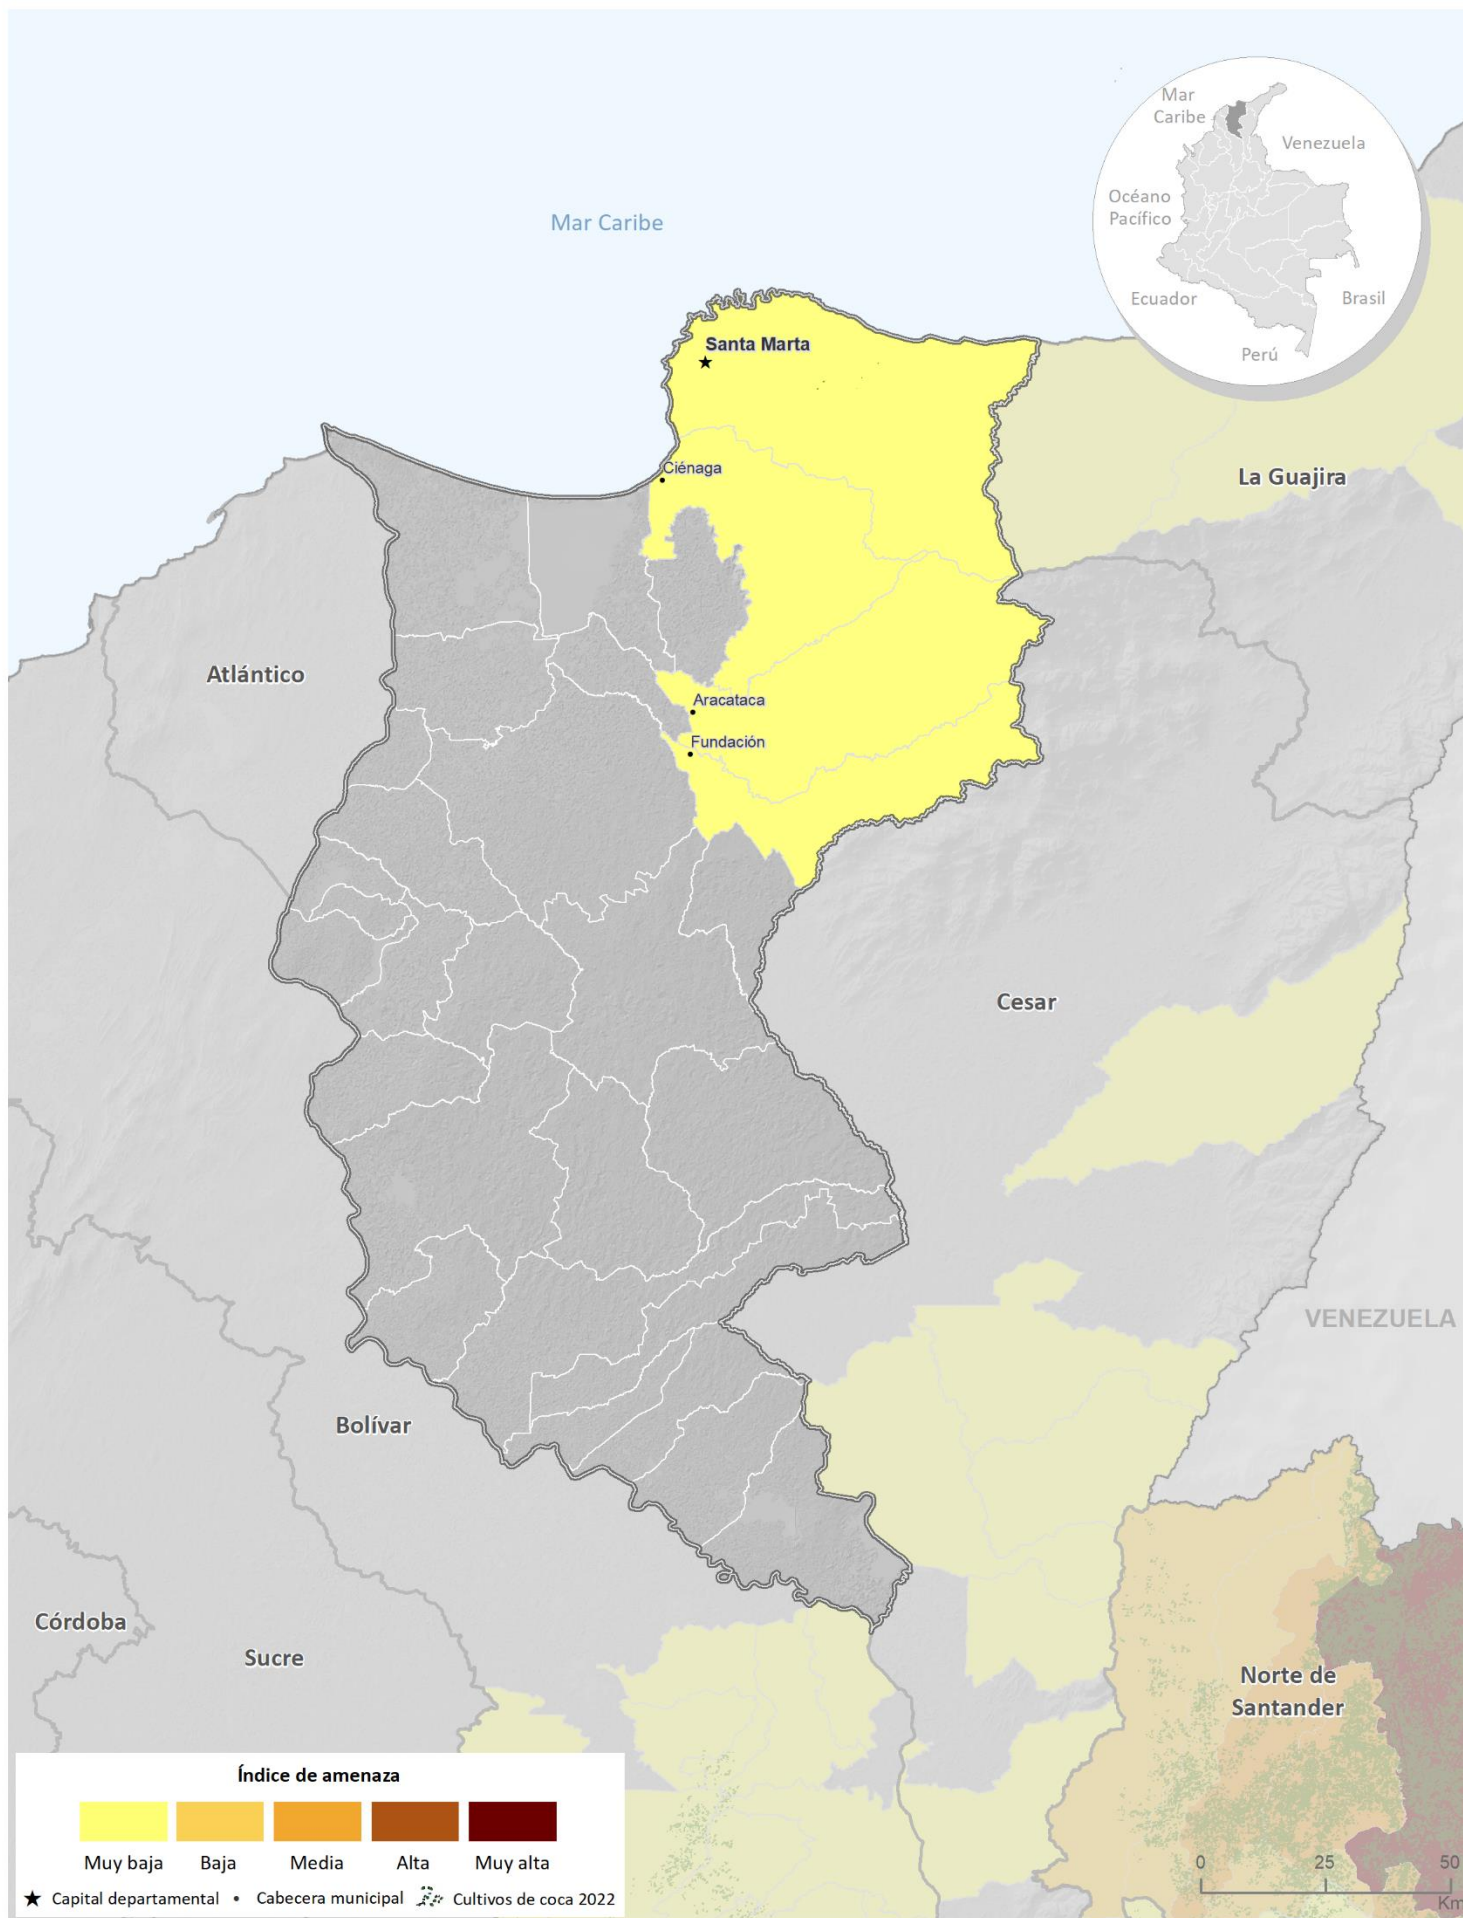 Mar
Caribe
Venezuela
Océano
Pacífico
Ecuador
Brasil
Perú
Mar Caribe
Santa Marta
Ciénaga
La Guajira
Atlántico
Aracataca
Fundación
Cesar
VENEZUELA
Bolívar
Córdoba
Sucre
Norte de
Santander
Índice de amenaza
Muy baja
Baja
Media
Alta
Muy alta
Capital departamental
Cabecera municipal
Cultivos de coca 2022
0
25
50
Km